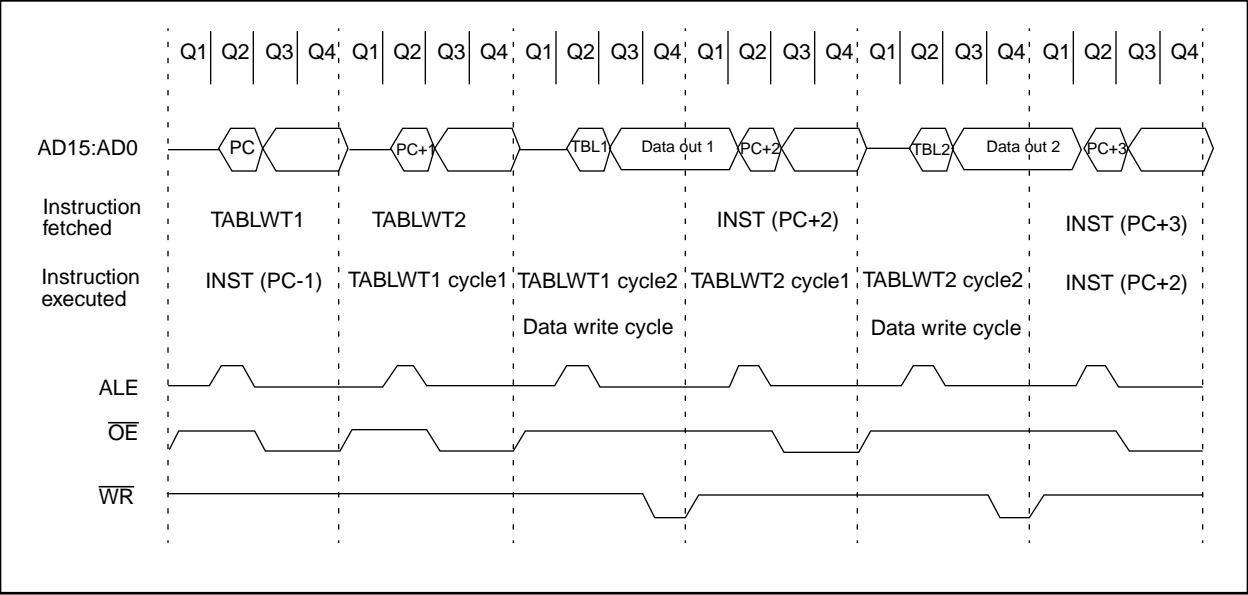 Q1 Q2 Q3 Q4 Q1 Q2 Q3 Q4 Q1 Q2 Q3 Q4 Q1 Q2 Q3 Q4 Q1 Q2 Q3 Q4 Q1 Q2 Q3 Q4
AD15:AD0 PC PC+1 TBL1 Data out 1 PC+2 TBL2 Data out 2 PC+3
Instruction
fetched TABLWT1 TABLWT2 INST (PC+2) INST (PC+3)
Instruction
executed INST (PC-1) TABLWT1 cycle1 TABLWT1 cycle2 TABLWT2 cycle1 TABLWT2 cycle2 INST (PC+2)
Data write cycle Data write cycle
ALE
OE
WR